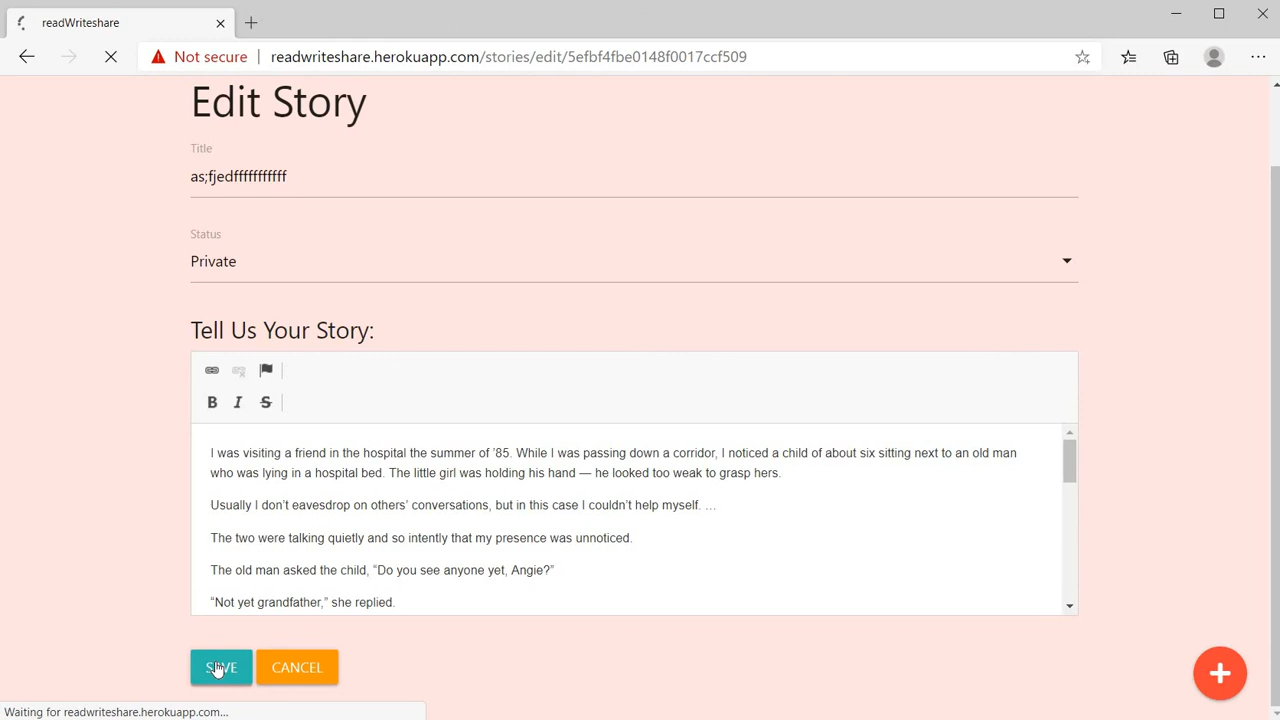 readWriteshare
Not secure readwriteshare.herokuapp.com/stories/edit/5efbf4fbe0148f0017ccf509
Edit Story
Title
as;fjedfffffffffff
Status
Private
Tell Us Your Story:
B I S
I was visiting a friend in the hospital the summer of '85. While I was passing down a corridor, I noticed a child of about six sitting next to an old man
who was lying in a hospital bed. The little girl was holding his hand — he looked too weak to grasp hers.
Usually I don’t eavesdrop on others’ conversations, but in this case I couldn’t help myself. …
The two were talking quietly and so intently that my presence was unnoticed.
The old man asked the child, “Do you see anyone yet, Angie?”
“Not yet grandfather,” she replied.
SAVE CANCEL
Waiting for readwriteshare.herokuapp.com...